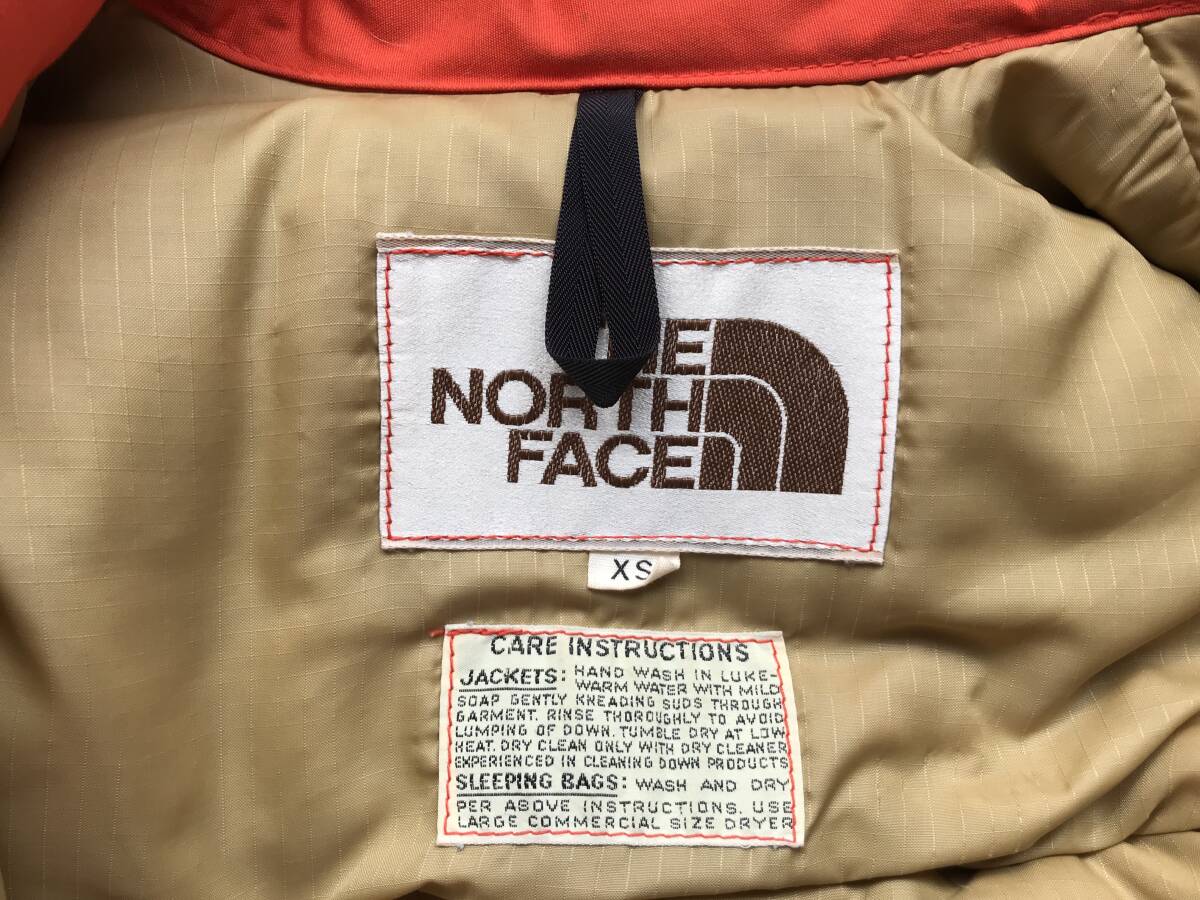 THE
NORTH
FACE
XS
CARE INSTRUCTIONS
JACKETS: HAND WASH IN LUKE-
WARM WATER WITH MILD
SOAP GENTLY KNEADING SUDS THROUGH
GARMENT. RINSE THOROUGHLY TO AVOID
LUMPING OF DOWN. TUMBLE DRY AT LOW
HEAT. DRY CLEAN ONLY WITH DRY CLEANER
EXPERIENCED IN CLEANING DOWN PRODUCTS
SLEEPING BAGS: WASH AND DRY
PER ABOVE INSTRUCTIONS. USE
LARGE COMMERCIAL SIZE DRYER